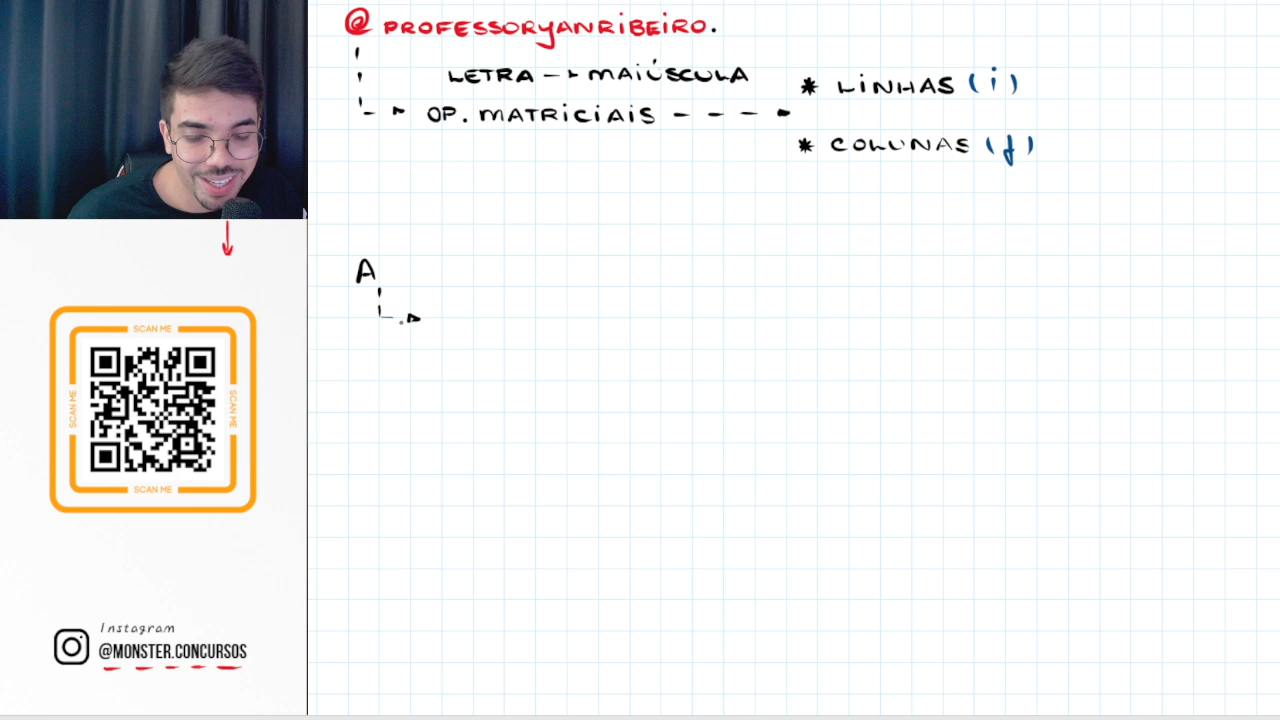 @ PROFESSORYANRIBEIRO.
LETRA → MAIÚSCULA
* LINHAS (i)
OP. MATRICIAIS
* COLUNAS (j)
A
SCAN ME
SCAN ME
SCAN ME
SCAN ME
Instagram
@MONSTER.CONCURSOS